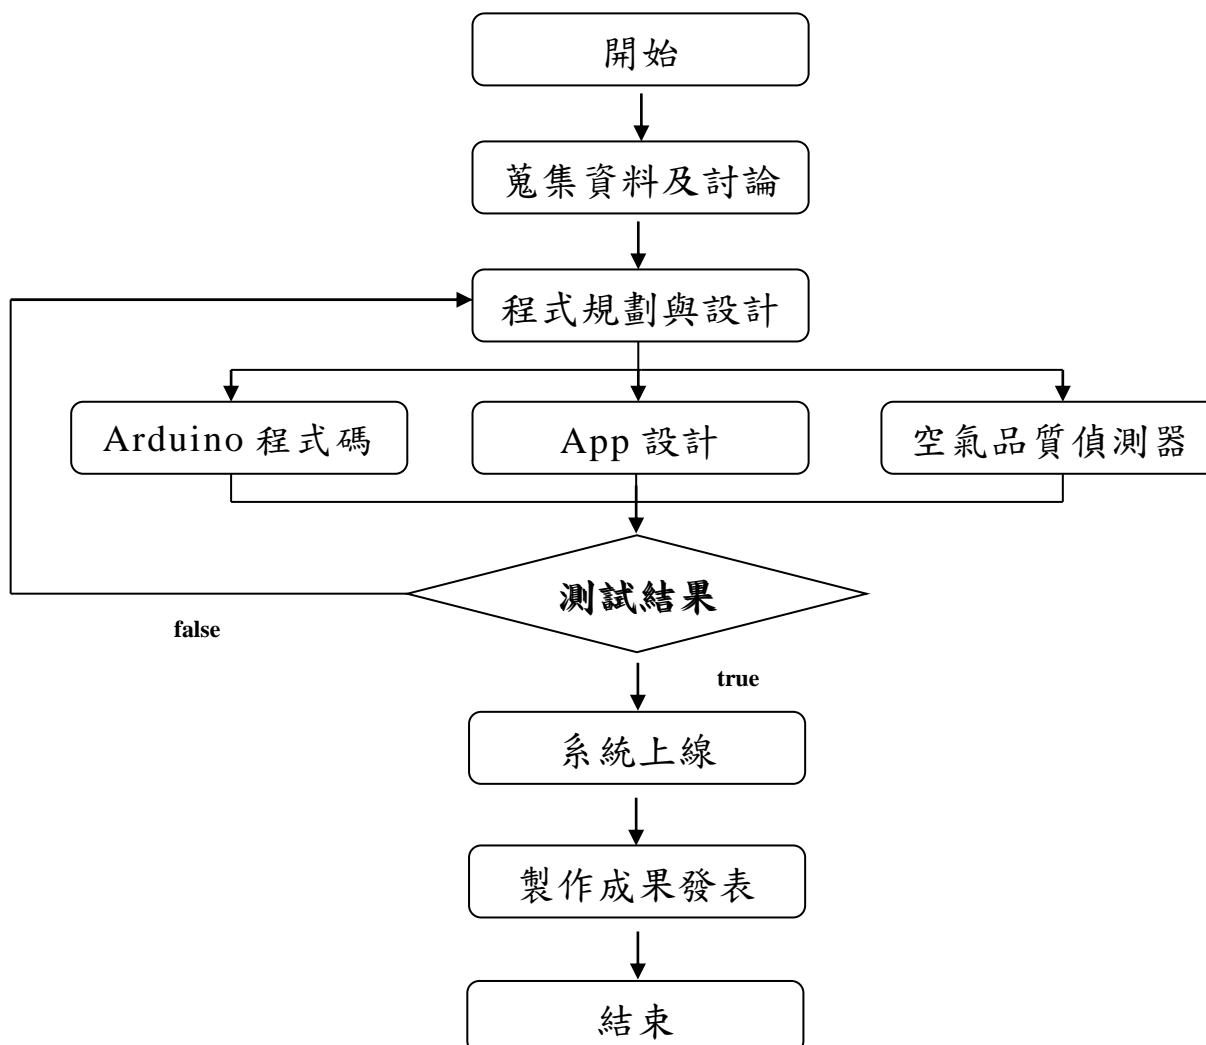 開始
蒐集資料及討論
程式規劃與設計
Arduino 程式碼
App 設計
空氣品質偵測器
測試結果
false
true
系統上線
製作成果發表
結束